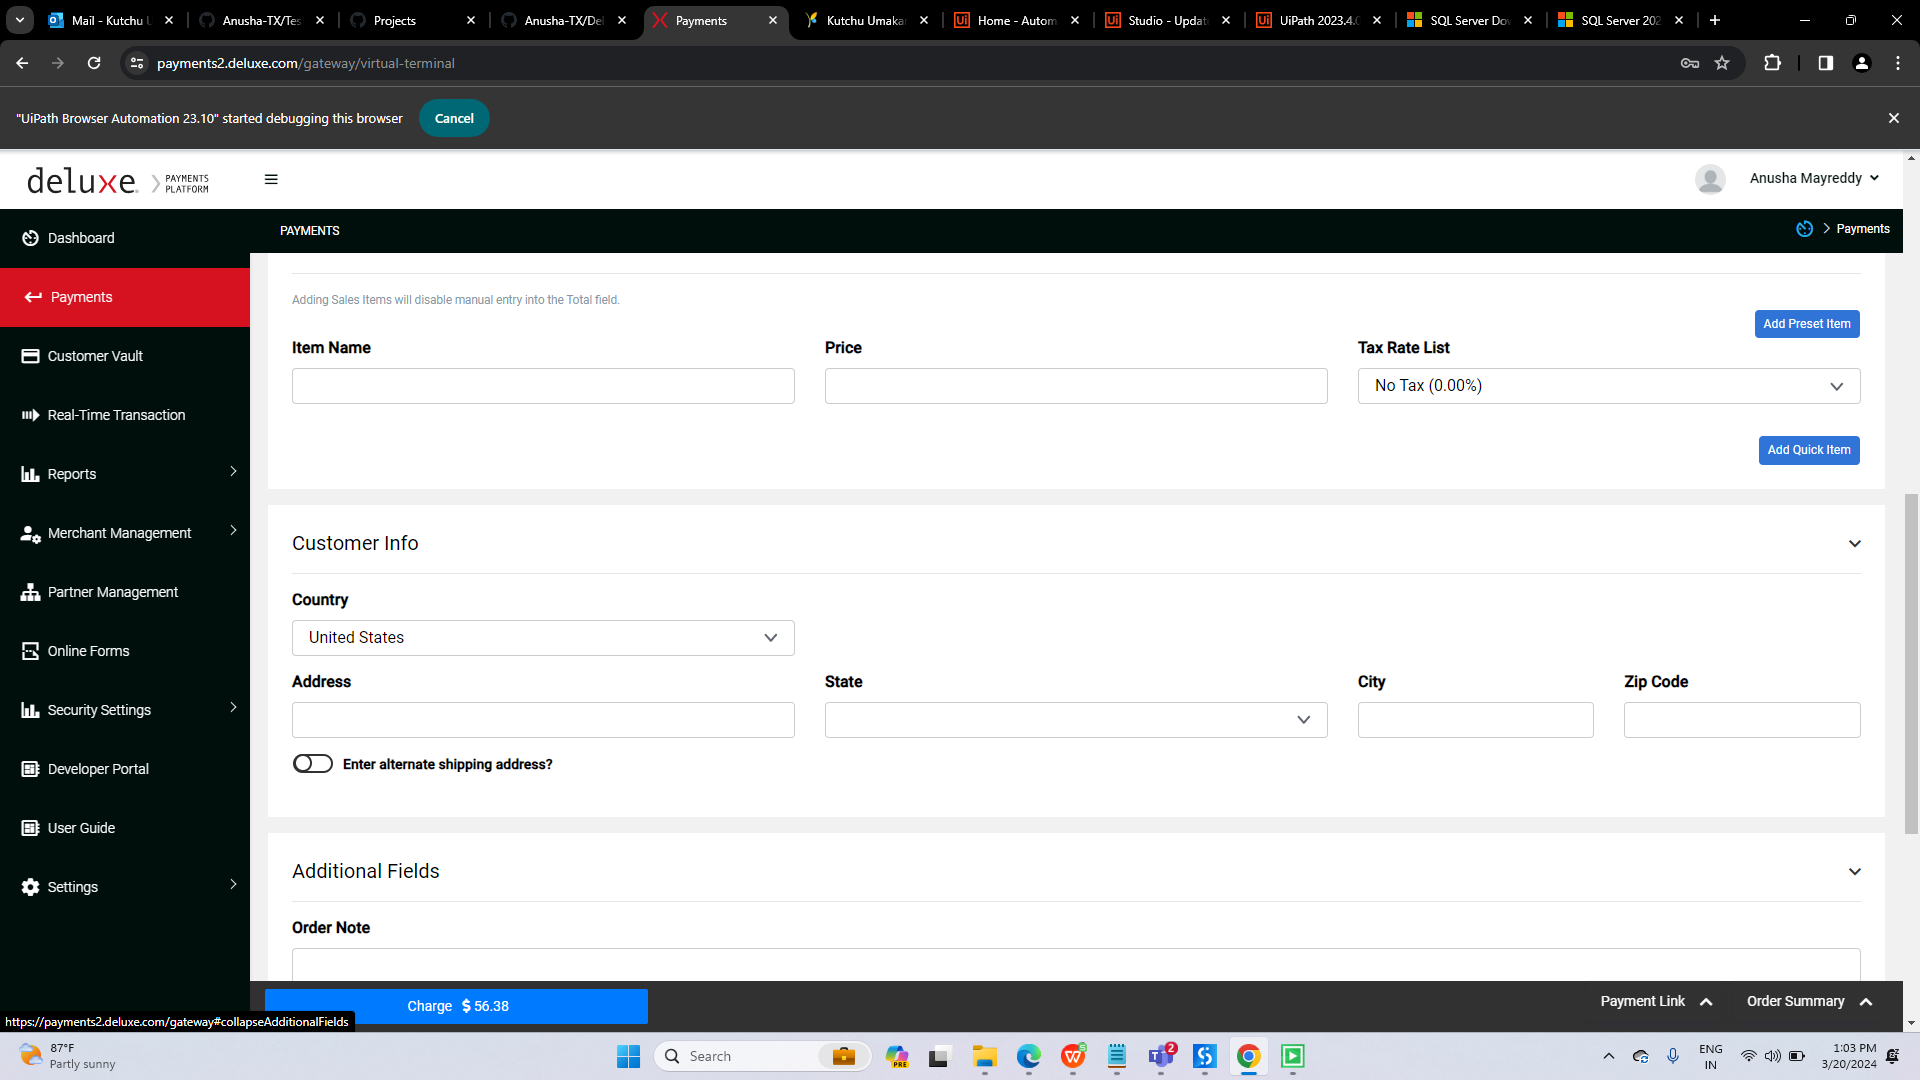 Mail - Kutchu U
Anusha-TX/Tes
Projects
Anusha-TX/Del
Payments
Kutchu Umakan
Home - Autom
Studio - Updat
UiPath 2023.4.0
SQL Server Do
SQL Server 202
payments2.deluxe.com/gateway/virtual-terminal
"UiPath Browser Automation 23.10" started debugging this browser
Cancel
deluxe. PAYMENTS PLATFORM
Anusha Mayreddy
Dashboard
PAYMENTS
Payments
Payments
Customer Vault
Real-Time Transaction
Reports
Merchant Management
Partner Management
Online Forms
Security Settings
Developer Portal
User Guide
Settings
Adding Sales Items will disable manual entry into the Total field.
Add Preset Item
Item Name Price Tax Rate List
No Tax (0.00%)
Add Quick Item
Customer Info
Country
United States
Address State City Zip Code
Enter alternate shipping address?
Additional Fields
Order Note
Charge $ 56.38
Payment Link Order Summary
https://payments2.deluxe.com/gateway#collapseAdditionalFields
87°F
Partly sunny
Search
PRE
2
ENG
IN
1:03 PM
3/20/2024